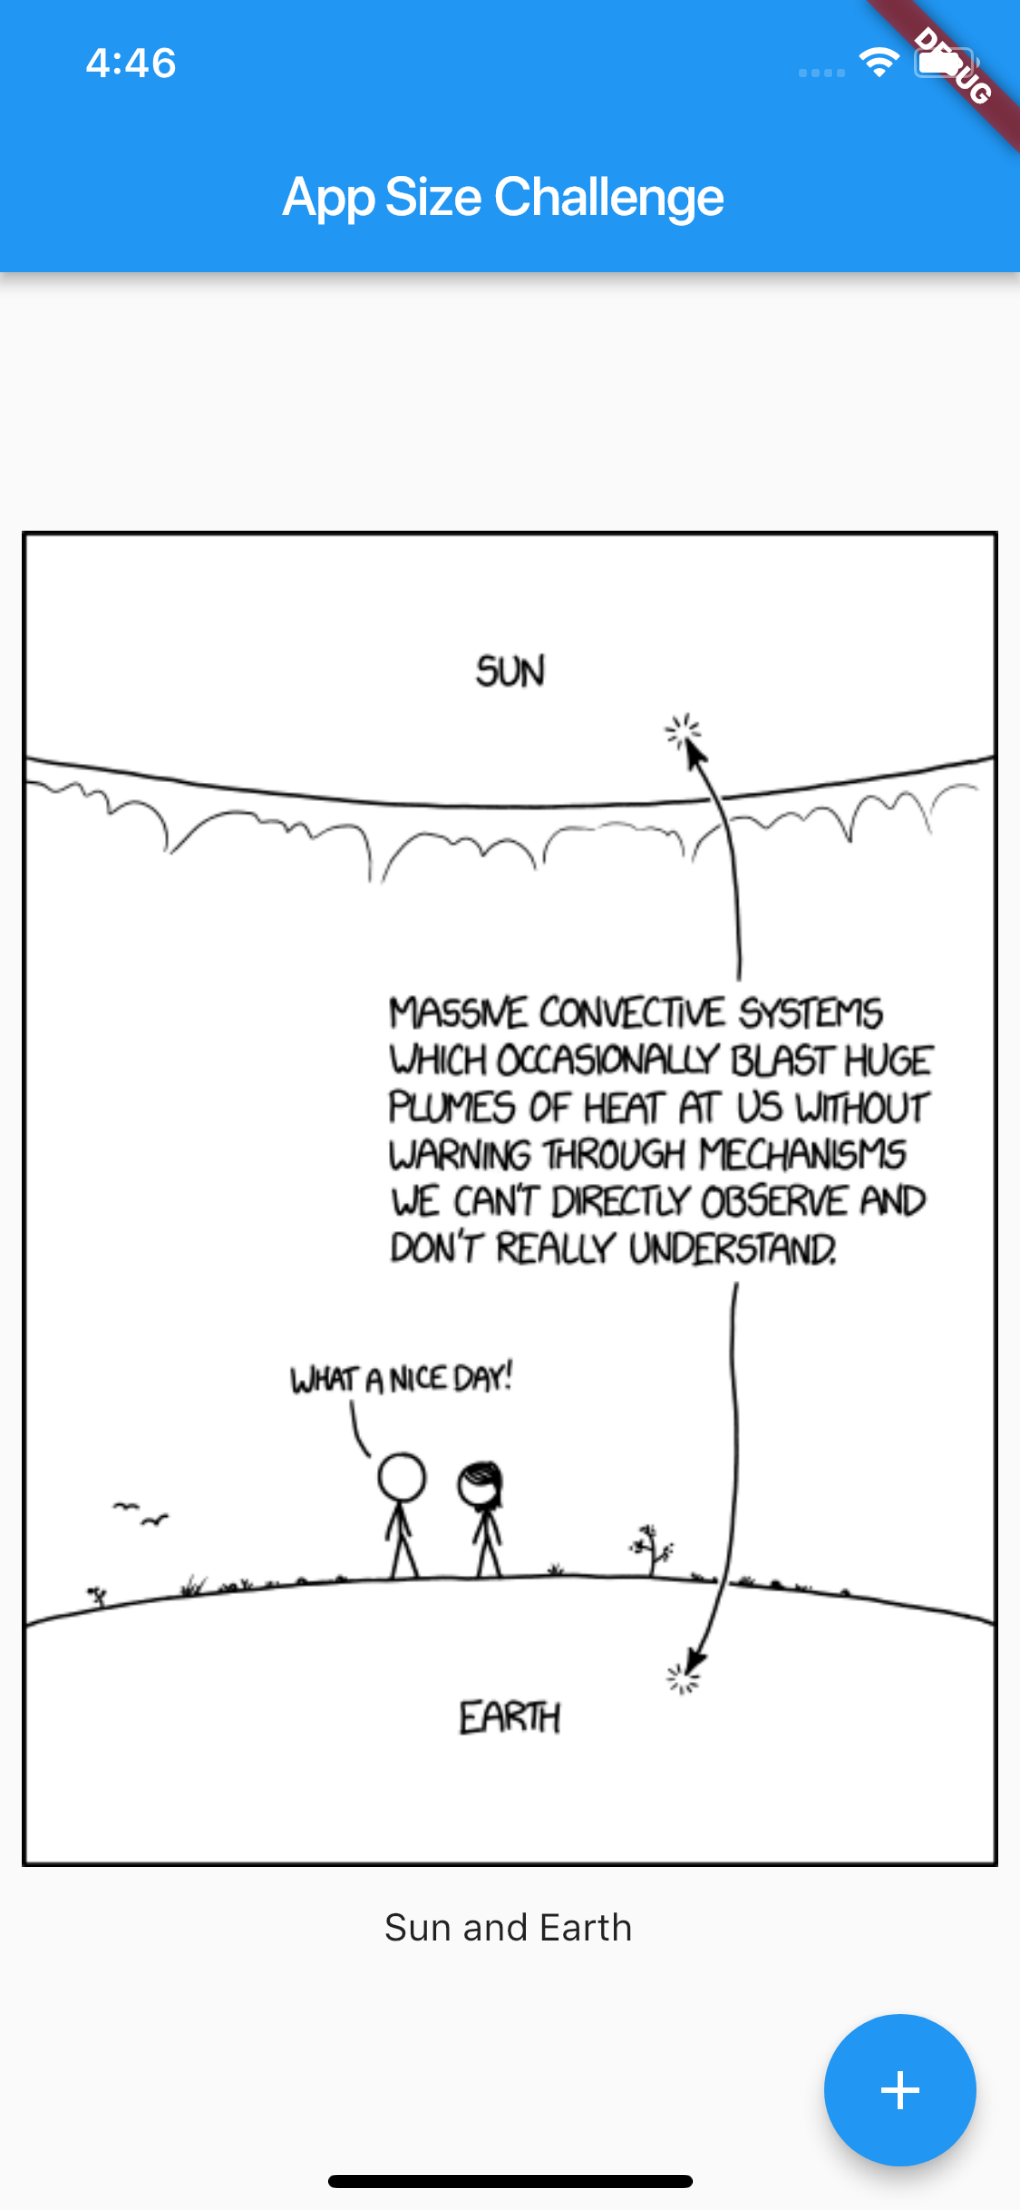 4:46
DEBUG
App Size Challenge
SUN
MASSIVE CONVECTIVE SYSTEMS
WHICH OCCASIONALLY BLAST HUGE
PLUMES OF HEAT AT US WITHOUT
WARNING THROUGH MECHANISMS
WE CAN'T DIRECTLY OBSERVE AND
DON'T REALLY UNDERSTAND.
WHAT A NICE DAY!
EARTH
Sun and Earth